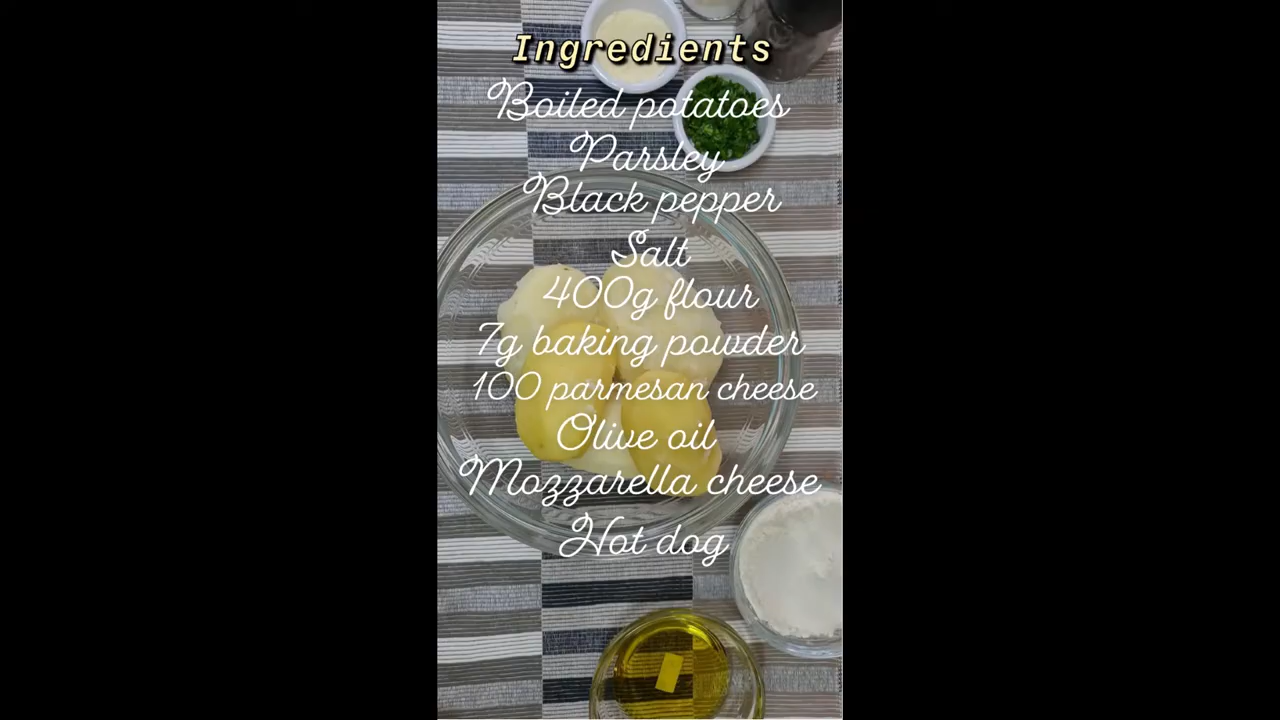 Ingredients
Boiled potatoes
Parsley
Black pepper
Salt
400g flour
7g baking powder
100 parmesan cheese
Olive oil
Mozzarella cheese
Hot dog